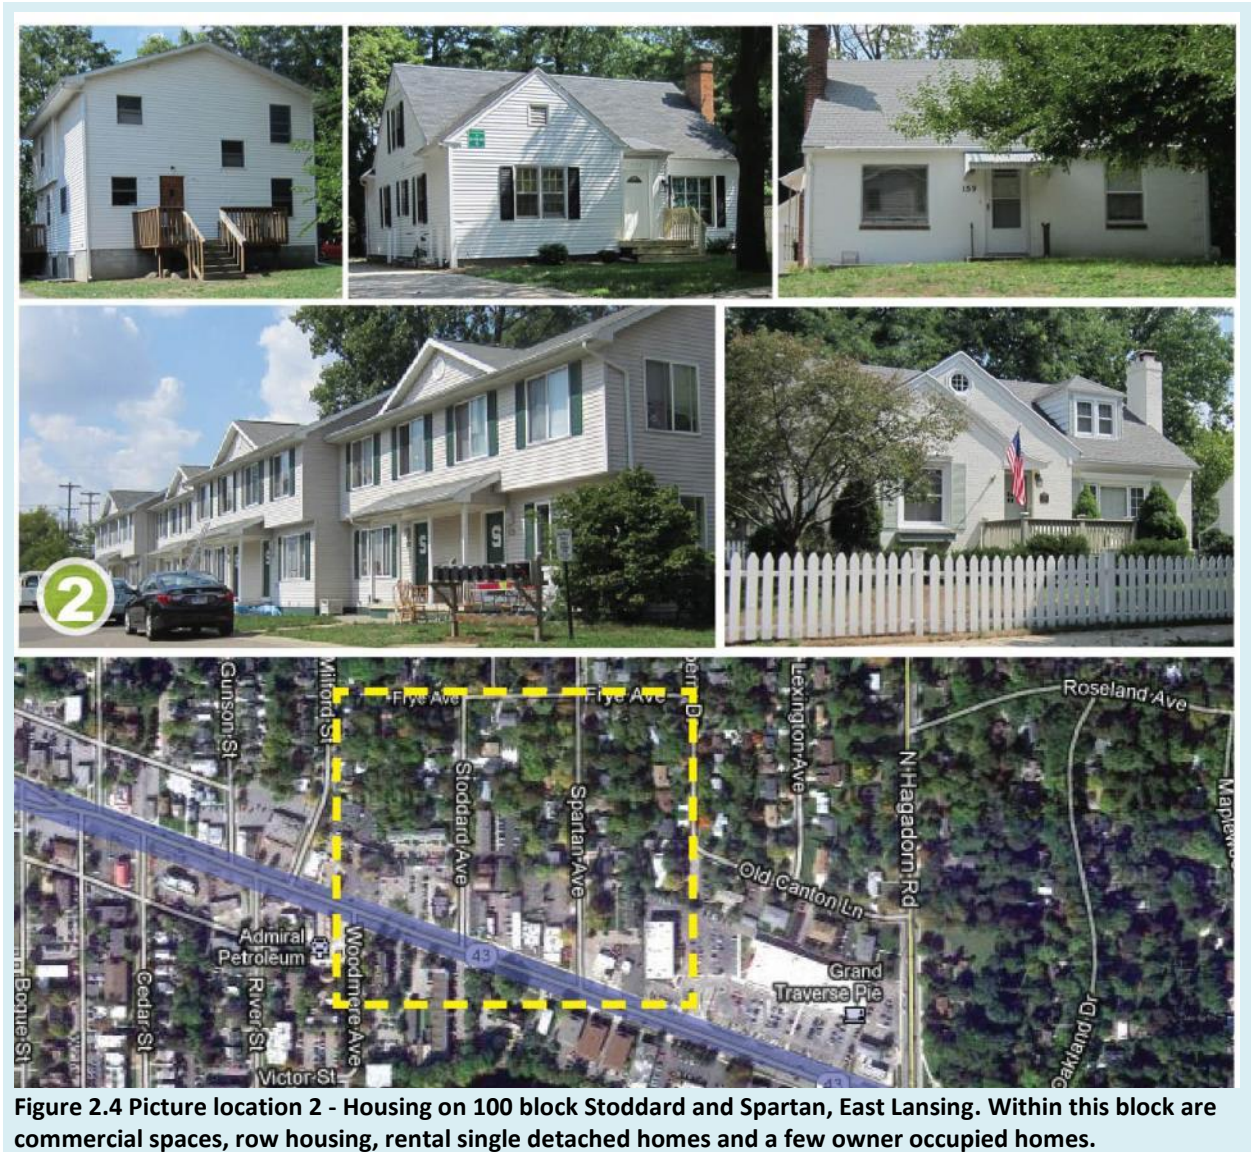 159
S
S
2
Gunson St
Milford St
Frye Ave
Frye Ave
Lexington Ave
Roseland Ave
N Hagadorn Rd
Stoddard Ave
Spartan Ave
Old Canton Ln
Admiral
Petroleum
43
Woodmere Ave
Grand
Traverse Pie
Cedar St
River St
Bogue St
Oakland Dr
Victor St
43
Figure 2.4 Picture location 2 - Housing on 100 block Stoddard and Spartan, East Lansing. Within this block are
commercial spaces, row housing, rental single detached homes and a few owner occupied homes.